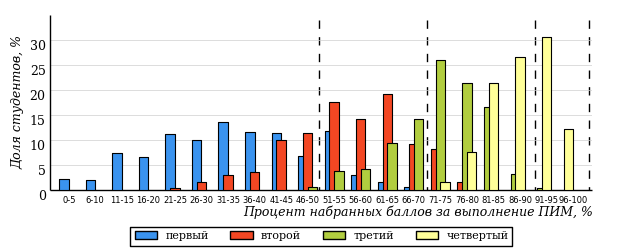 Доля студентов, %
30
25
20
15
10
5
0
0-5 6-10 11-15 16-20 21-25 26-30 31-35 36-40 41-45 46-50 51-55 56-60 61-65 66-70 71-75 76-80 81-85 86-90 91-95 96-100
Процент набранных баллов за выполнение ПИМ, %
первый второй третий четвертый